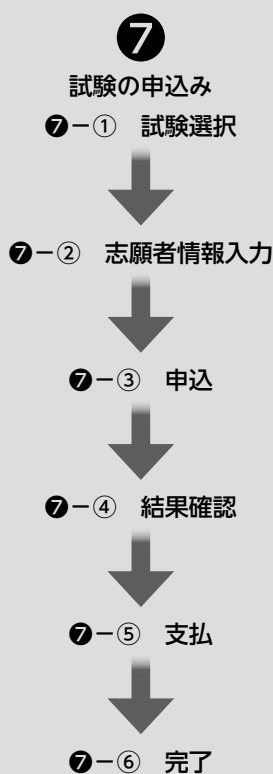 ❼
試験の申込み
❼−① 試験選択
❼−② 志願者情報入力
❼−③ 申込
❼−④ 結果確認
❼−⑤ 支払
❼−⑥ 完了